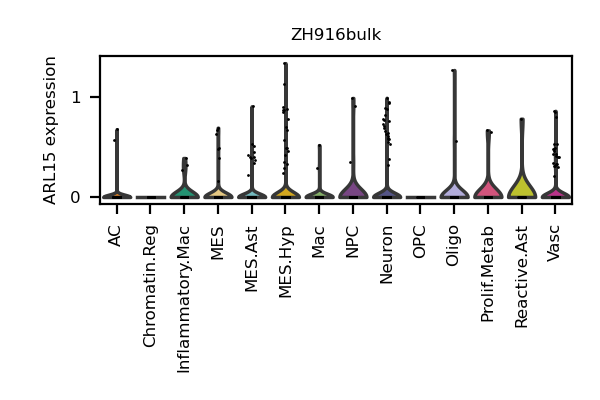 ZH916bulk
ARL15 expression
1
0
AC
Chromatin.Reg
Inflammatory.Mac
MES
MES.Ast
MES.Hyp
Mac
NPC
Neuron
OPC
Oligo
Prolif.Metab
Reactive.Ast
Vasc